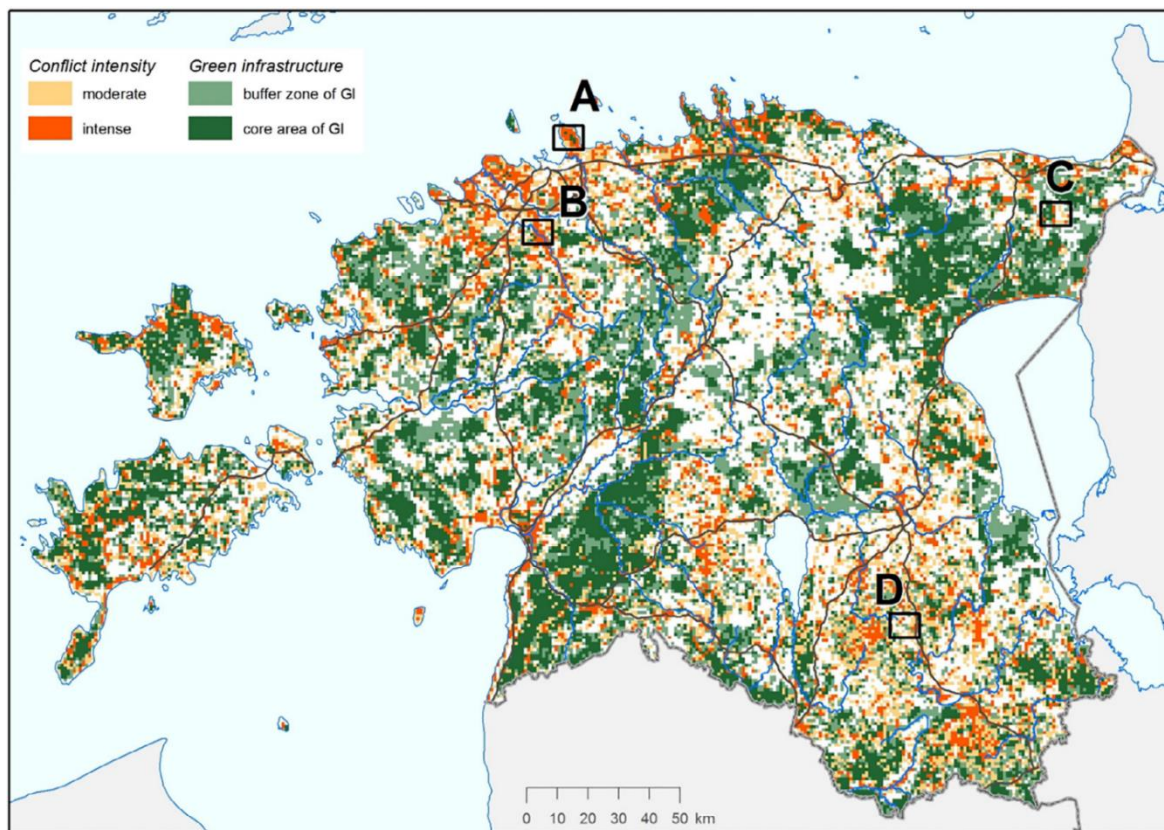 Conflict intensity
moderate
intense
Green infrastructure
buffer zone of GI
core area of GI
A
B
C
D
0 10 20 30 40 50 km